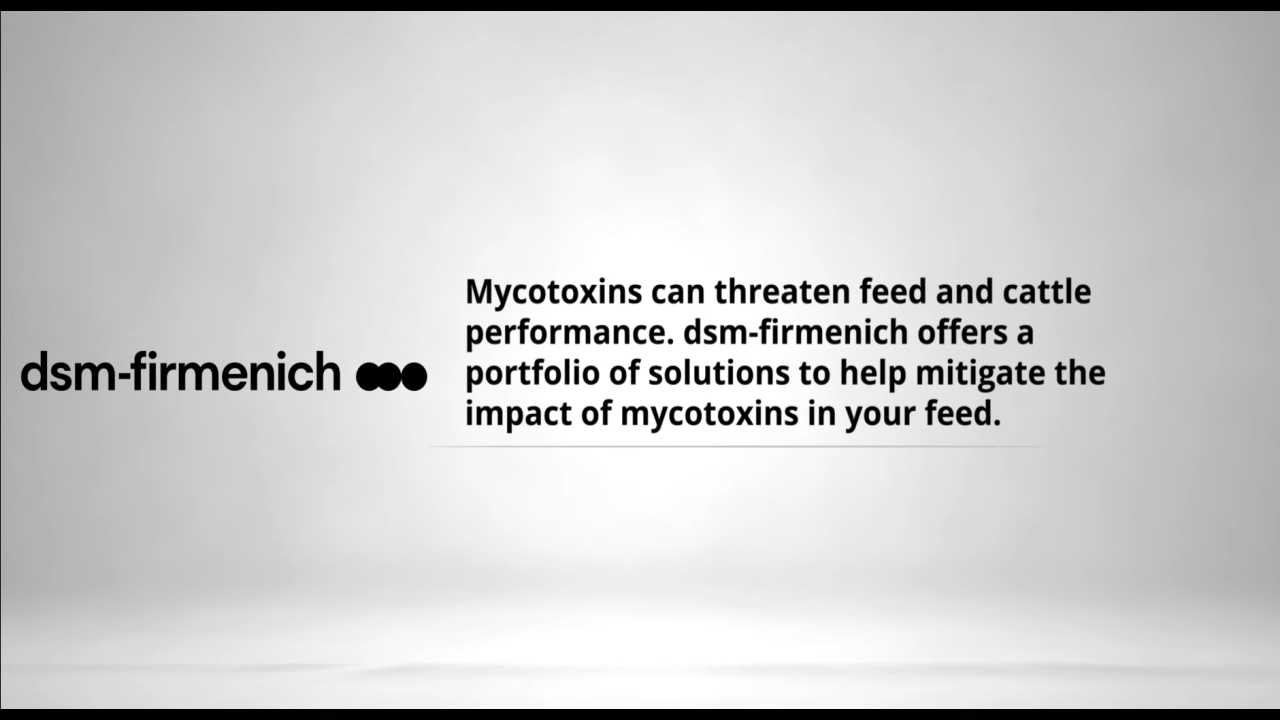 dsm-firmenich
Mycotoxins can threaten feed and cattle
performance. dsm-firmenich offers a
portfolio of solutions to help mitigate the
impact of mycotoxins in your feed.